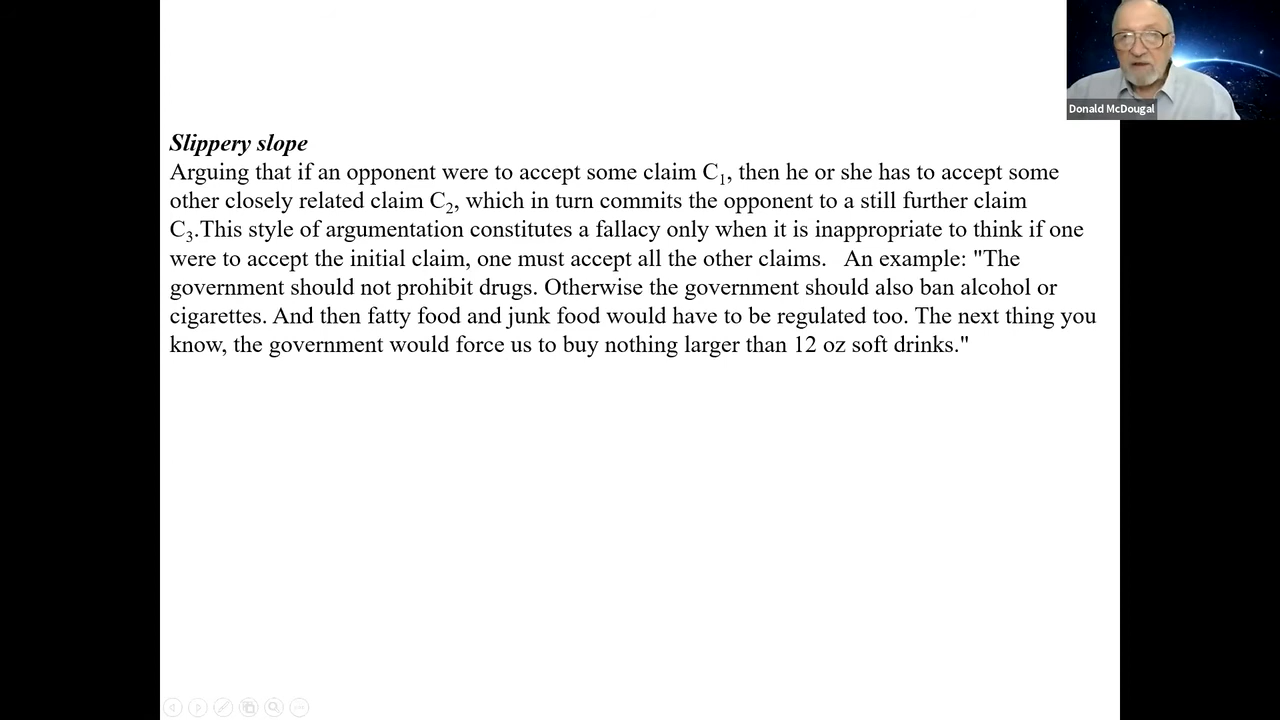 Donald McDougal
Slippery slope
Arguing that if an opponent were to accept some claim C₁, then he or she has to accept some
other closely related claim C₂, which in turn commits the opponent to a still further claim
C₃.This style of argumentation constitutes a fallacy only when it is inappropriate to think if one
were to accept the initial claim, one must accept all the other claims.   An example: "The
government should not prohibit drugs. Otherwise the government should also ban alcohol or
cigarettes. And then fatty food and junk food would have to be regulated too. The next thing you
know, the government would force us to buy nothing larger than 12 oz soft drinks."